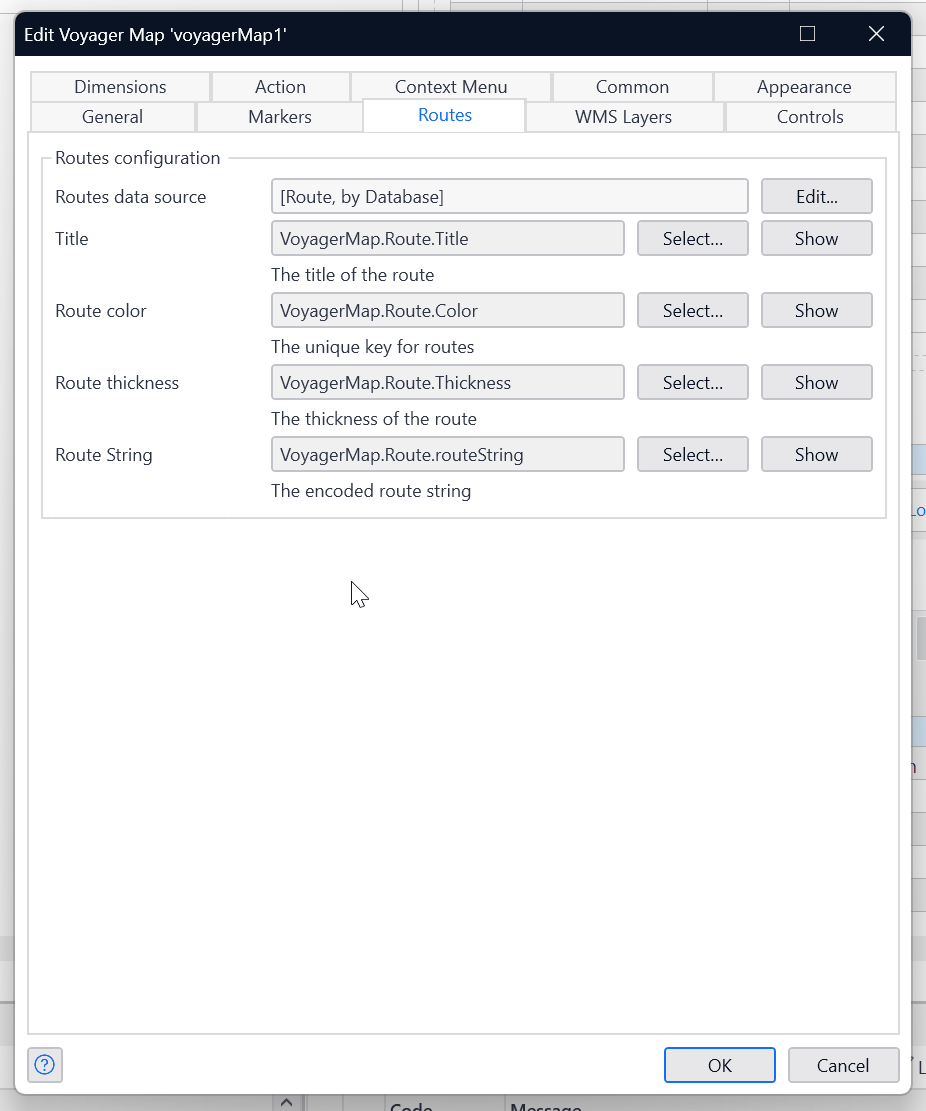 Edit Voyager Map 'voyagerMap1'
Dimensions Action Context Menu Common Appearance
General Markers Routes WMS Layers Controls
Routes configuration
Routes data source [Route, by Database] Edit...
Title VoyagerMap.Route.Title Select... Show
The title of the route
Route color VoyagerMap.Route.Color Select... Show
The unique key for routes
Route thickness VoyagerMap.Route.Thickness Select... Show
The thickness of the route
Route String VoyagerMap.Route.routeString Select... Show
The encoded route string
Lo
?
OK Cancel
Code Message